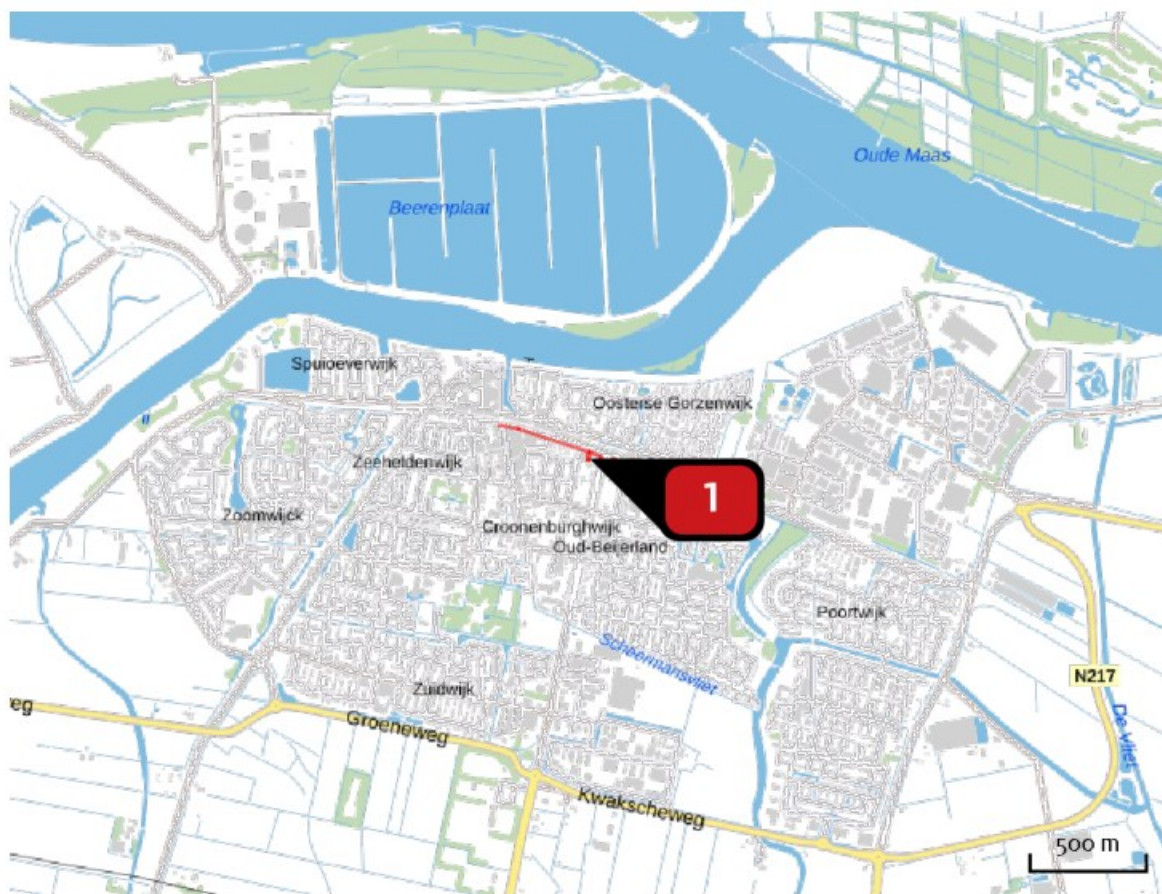 Oude Maas
Beerenplaat
Spuioeverwijk
Oosterse Gorzenwijk
Zeeheldenwijk
1
Zoomwijck
Croonenburghwijk
Oud-Beijerland
Poortwijk
Scheermansvliet
N217
Zuidwijk
De Vliet
eg
Groeneweg
Kwakscheweg
500 m